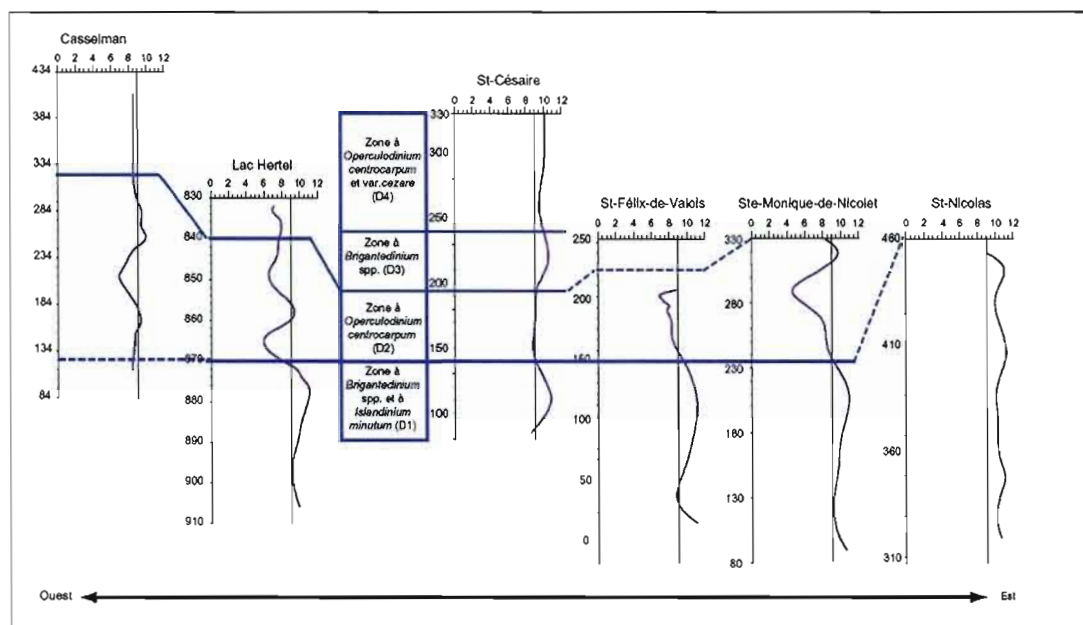 Casselman
0 2 4 6 8 10 12
434
384
334
284
234
184
134
84
Lac Hertel
0 2 4 6 8 10 12
830
840
850
860
870
880
890
900
910
Zone à
Operculodinium
centrocarpum
et var.cezare
(D4)
Zone à
Brigantedinium
spp. (D3)
Zone à
Operculodinium
centrocarpum
(D2)
Zone à
Brigantedinium
spp. et à
Islandinium
minutum (D1)
St-Césaire
0 2 4 6 8 10 12
330
300
250
200
150
100
St-Félix-de-Valois
0 2 4 6 8 10 12
250
200
150
100
50
0
Ste-Monique-de-Nicolet
0 2 4 6 8 10 12
330
280
230
180
130
80
St-Nicolas
0 2 4 6 8 10 12
460
410
360
310
Ouest
Est